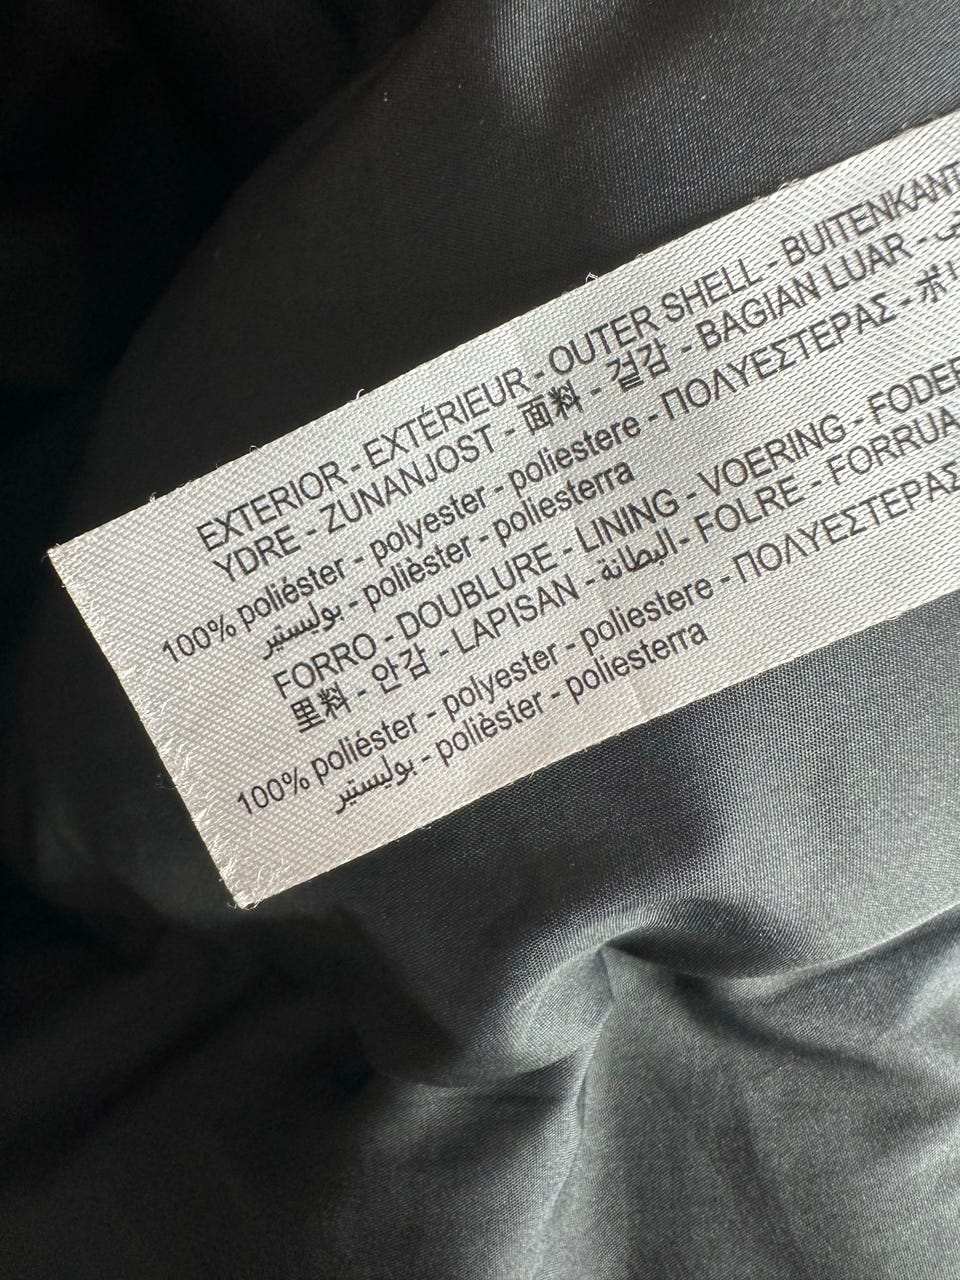 EXTERIOR - EXTÉRIEUR - OUTER SHELL - BUITENKANT
YDRE - ZUNANJOST - 面料 - 겉감 - BAGIAN LUAR -
100% poliéster - polyester - poliestere - ΠΟΛΥΕΣΤΕΡΑΣ -
بوليستير - polièster - poliesterra
FORRO - DOUBLURE - LINING - VOERING -
里料 - 안감 - LAPISAN - البطانة - FOLRE - FORRUA
100% poliéster - polyester - poliestere - ΠΟΛΥΕΣΤΕΡΑΣ
بوليستير - polièster - poliesterra